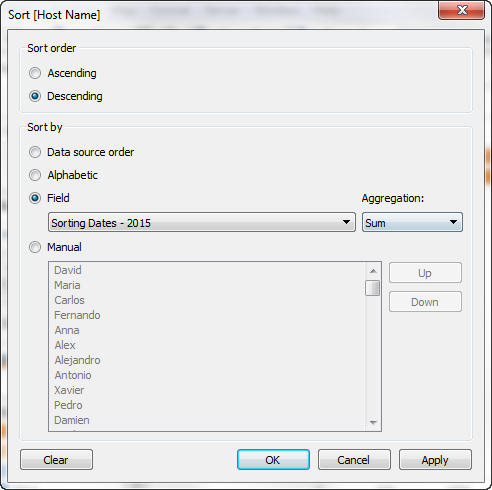 Sort [Host Name]
Sort order
Ascending
Descending
Sort by
Data source order
Alphabetic
Field
Aggregation:
Sorting Dates - 2015
Sum
Manual
David
Maria
Carlos
Fernando
Anna
Alex
Alejandro
Antonio
Xavier
Pedro
Damien
Up
Down
Clear
OK
Cancel
Apply